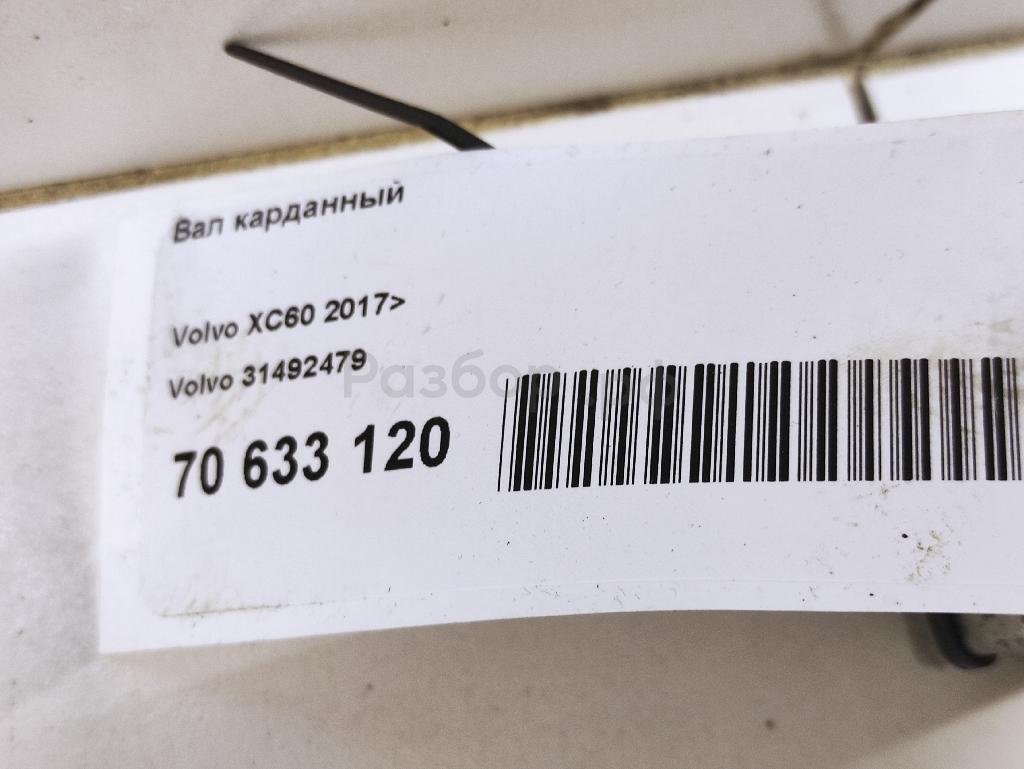 Вал карданный
Volvo XC60 2017>
Volvo 31492479
70 633 120